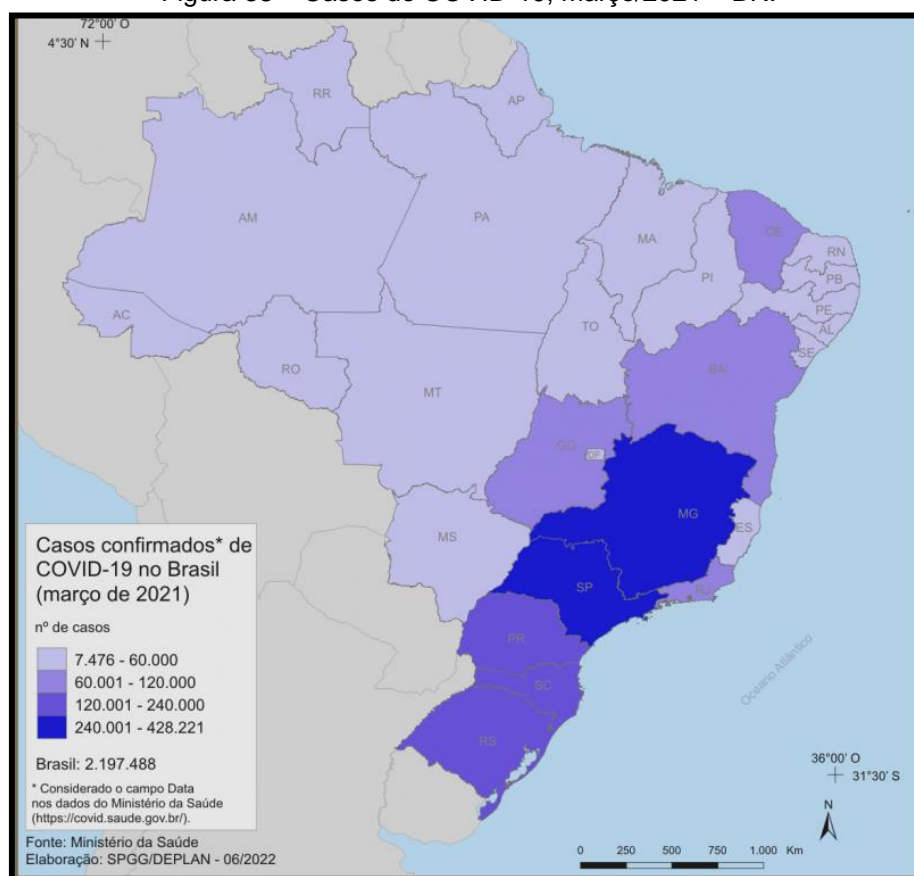 72°00' O
4°30' N
RR
AP
AM
PA
MA
CE
RN
PB
PI
PE
AL
SE
AC
TO
RO
BA
MT
GO
DF
MG
ES
MS
SP
RJ
PR
SC
RS
Oceano Atlântico
Casos confirmados* de
COVID-19 no Brasil
(março de 2021)
nº de casos
7.476 - 60.000
60.001 - 120.000
120.001 - 240.000
240.001 - 428.221
Brasil: 2.197.488
* Considerado o campo Data
nos dados do Ministério da Saúde
(https://covid.saude.gov.br/).
Fonte: Ministério da Saúde
Elaboração: SPGG/DEPLAN - 06/2022
36°00' O
31°30' S
N
0 250 500 750 1.000 Km